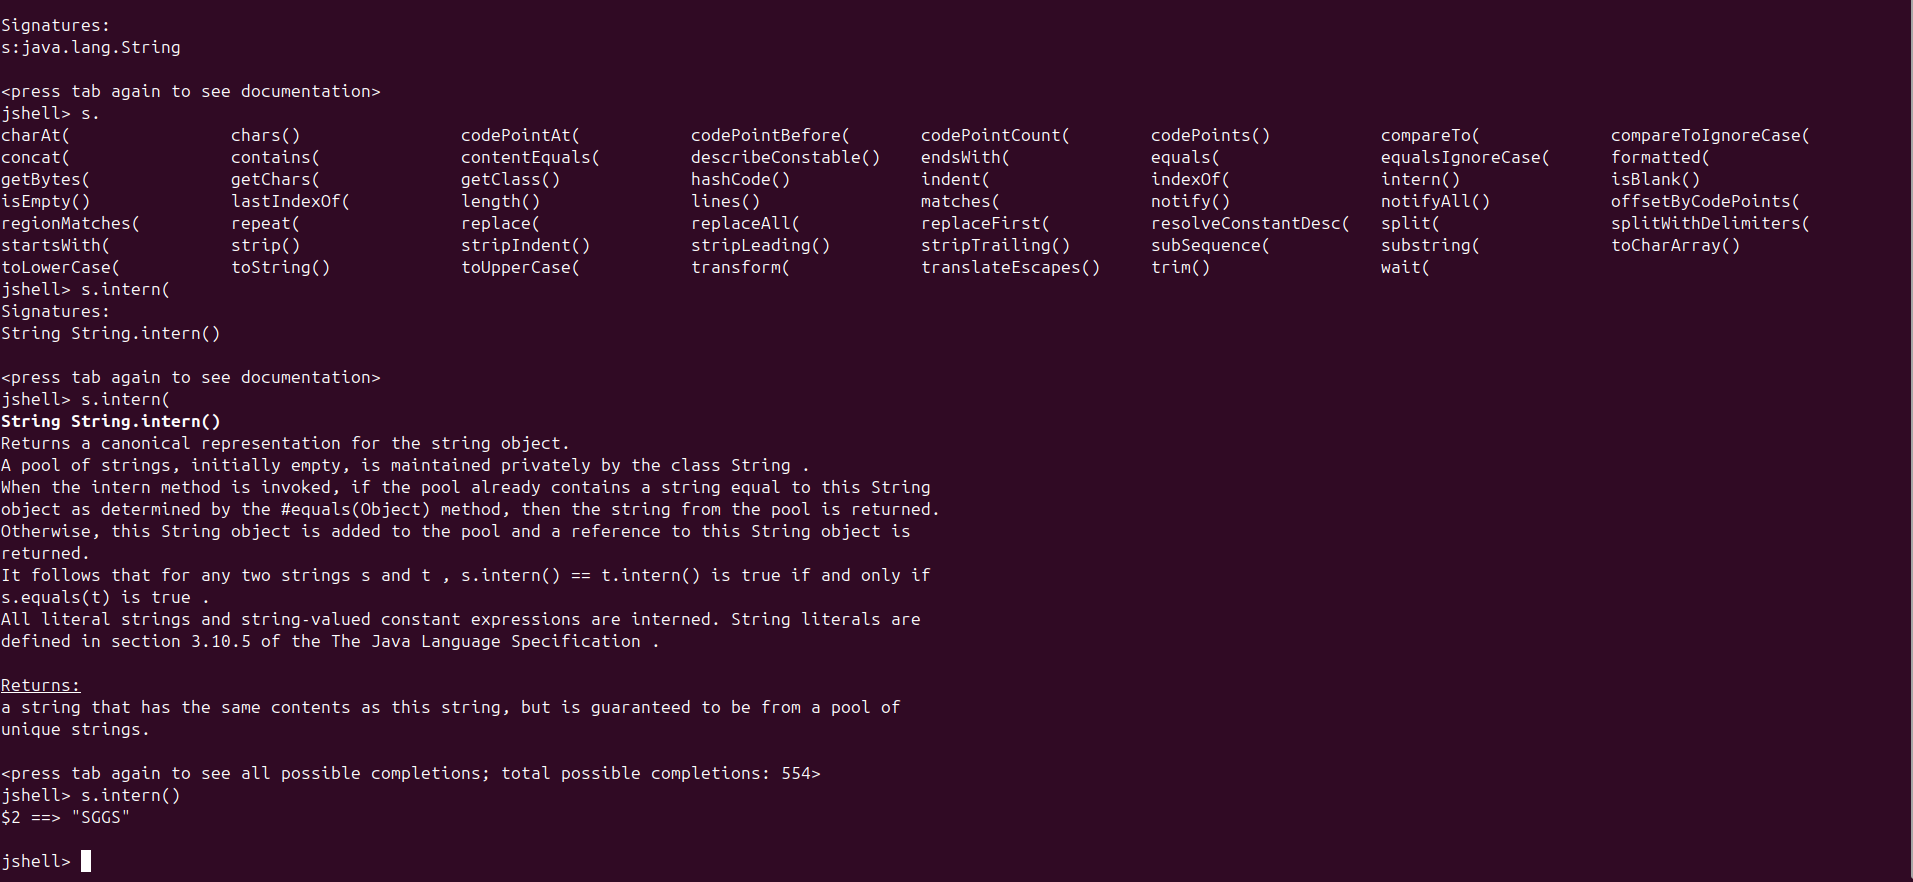 Signatures:
s:java.lang.String
<press tab again to see documentation>
jshell> s.
charAt( chars() codePointAt( codePointBefore( codePointCount( codePoints() compareTo( compareToIgnoreCase(
concat( contains( contentEquals( describeConstable() endsWith( equals( equalsIgnoreCase( formatted(
getBytes( getChars( getClass() hashCode() indent( indexOf( intern() isBlank()
isEmpty() lastIndexOf( length() lines() matches( notify() notifyAll() offsetByCodePoints(
regionMatches( repeat( replace( replaceAll( replaceFirst( resolveConstantDesc( split( splitWithDelimiters(
startsWith( strip() stripIndent() stripLeading() stripTrailing() subSequence( substring( toCharArray()
toLowerCase( toString() toUpperCase( transform( translateEscapes() trim() wait(
jshell> s.intern(
Signatures:
String String.intern()
<press tab again to see documentation>
jshell> s.intern(
String String.intern()
Returns a canonical representation for the string object.
A pool of strings, initially empty, is maintained privately by the class String .
When the intern method is invoked, if the pool already contains a string equal to this String
object as determined by the #equals(Object) method, then the string from the pool is returned.
Otherwise, this String object is added to the pool and a reference to this String object is
returned.
It follows that for any two strings s and t , s.intern() == t.intern() is true if and only if
s.equals(t) is true .
All literal strings and string-valued constant expressions are interned. String literals are
defined in section 3.10.5 of the The Java Language Specification .
Returns:
a string that has the same contents as this string, but is guaranteed to be from a pool of
unique strings.
<press tab again to see all possible completions; total possible completions: 554>
jshell> s.intern()
$2 ==> "SGGS"
jshell>